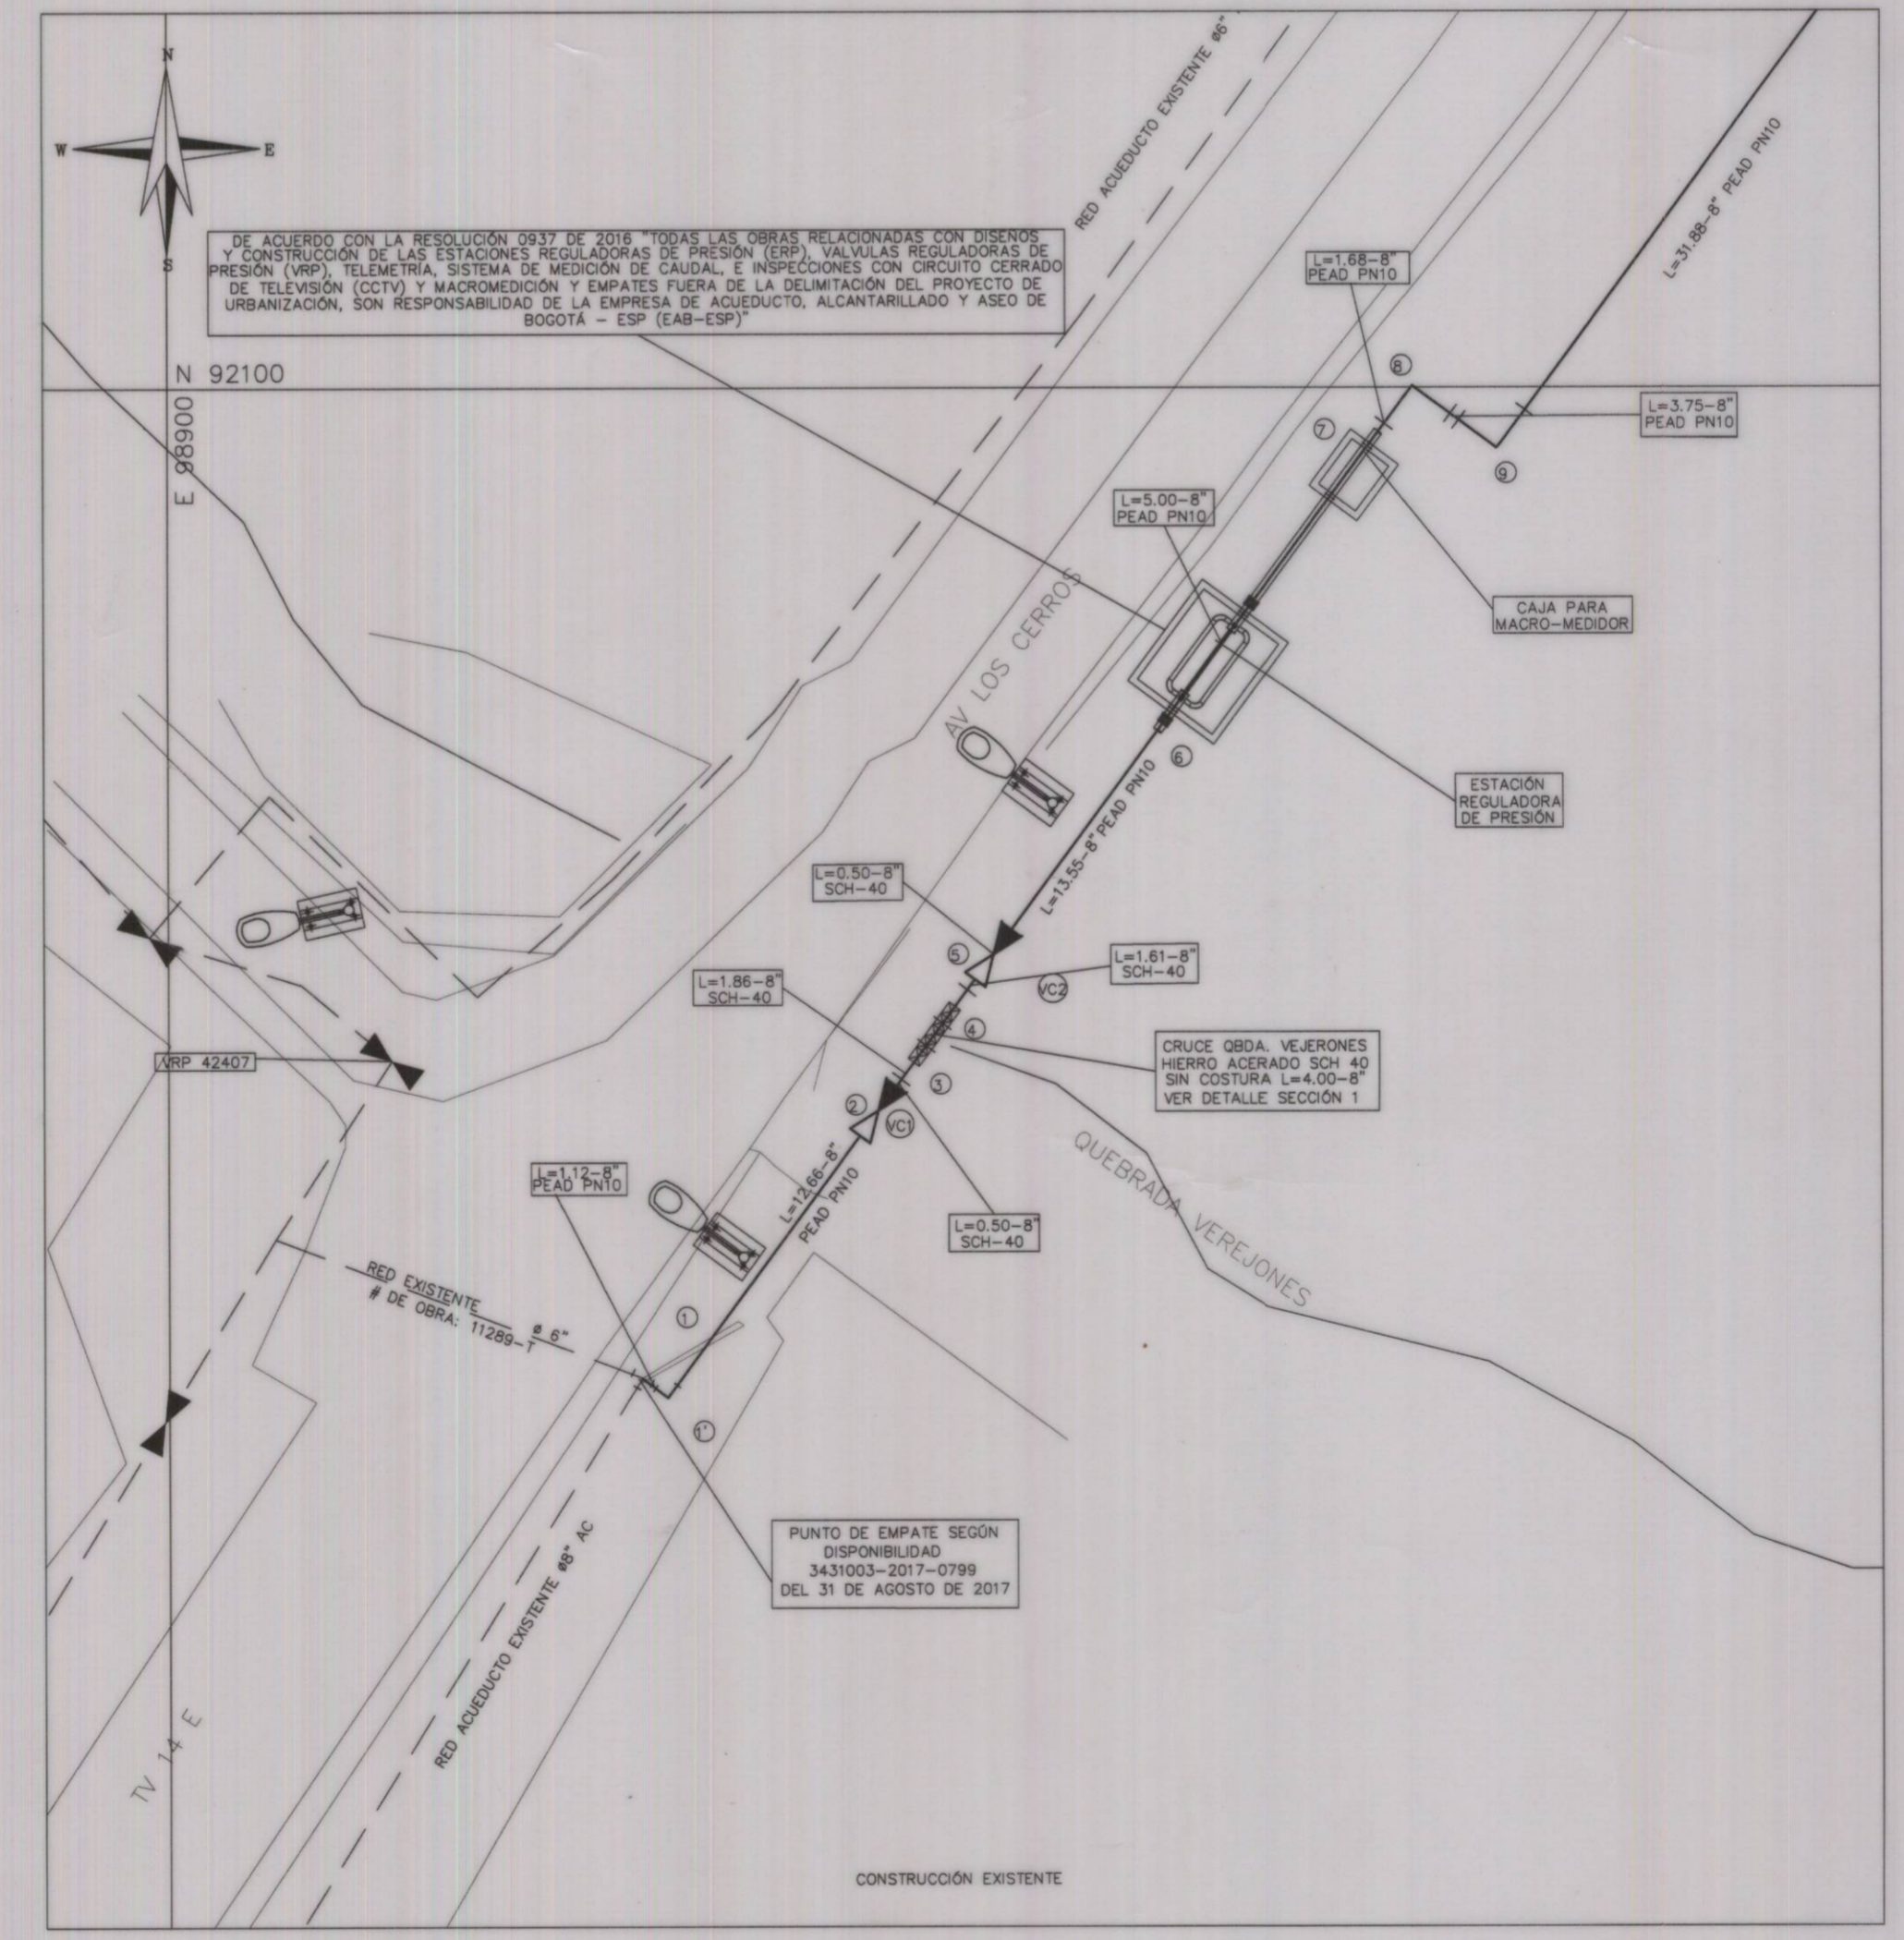 N
W
E
S
DE ACUERDO CON LA RESOLUCIÓN 0937 DE 2016 "TODAS LAS OBRAS RELACIONADAS CON DISEÑOS
Y CONSTRUCCIÓN DE LAS ESTACIONES REGULADORAS DE PRESIÓN (ERP), VALVULAS REGULADORAS DE
PRESIÓN (VRP), TELEMETRÍA, SISTEMA DE MEDICIÓN DE CAUDAL, E INSPECCIONES CON CIRCUITO CERRADO
DE TELEVISIÓN (CCTV) Y MACROMEDICIÓN Y EMPATES FUERA DE LA DELIMITACIÓN DEL PROYECTO DE
URBANIZACIÓN, SON RESPONSABILIDAD DE LA EMPRESA DE ACUEDUCTO, ALCANTARILLADO Y ASEO DE
BOGOTÁ – ESP (EAB–ESP)"
RED ACUEDUCTO EXISTENTE ø6"
L=31.88–8" PEAD PN10
L=1.68–8"
PEAD PN10
N 92100
E 98900
8
L=3.75–8"
PEAD PN10
7
9
L=5.00–8"
PEAD PN10
CAJA PARA
MACRO–MEDIDOR
AV LOS CERROS
6
ESTACIÓN
REGULADORA
DE PRESIÓN
L=13.55–8" PEAD PN10
L=0.50–8"
SCH–40
5
L=1.61–8"
SCH–40
VC2
L=1.86–8"
SCH–40
4
VRP 42407
CRUCE QBDA. VEJERONES
HIERRO ACERADO SCH 40
SIN COSTURA L=4.00–8"
VER DETALLE SECCIÓN 1
3
2
VC1
QUEBRADA VEREJONES
L=1.12–8"
PEAD PN10
L=12.66–8"
PEAD PN10
L=0.50–8"
SCH–40
RED EXISTENTE
# DE OBRA: 11289–T
ø 6"
1
1'
PUNTO DE EMPATE SEGÚN
DISPONIBILIDAD
3431003–2017–0799
DEL 31 DE AGOSTO DE 2017
RED ACUEDUCTO EXISTENTE ø8" AC
TV 14 E
CONSTRUCCIÓN EXISTENTE